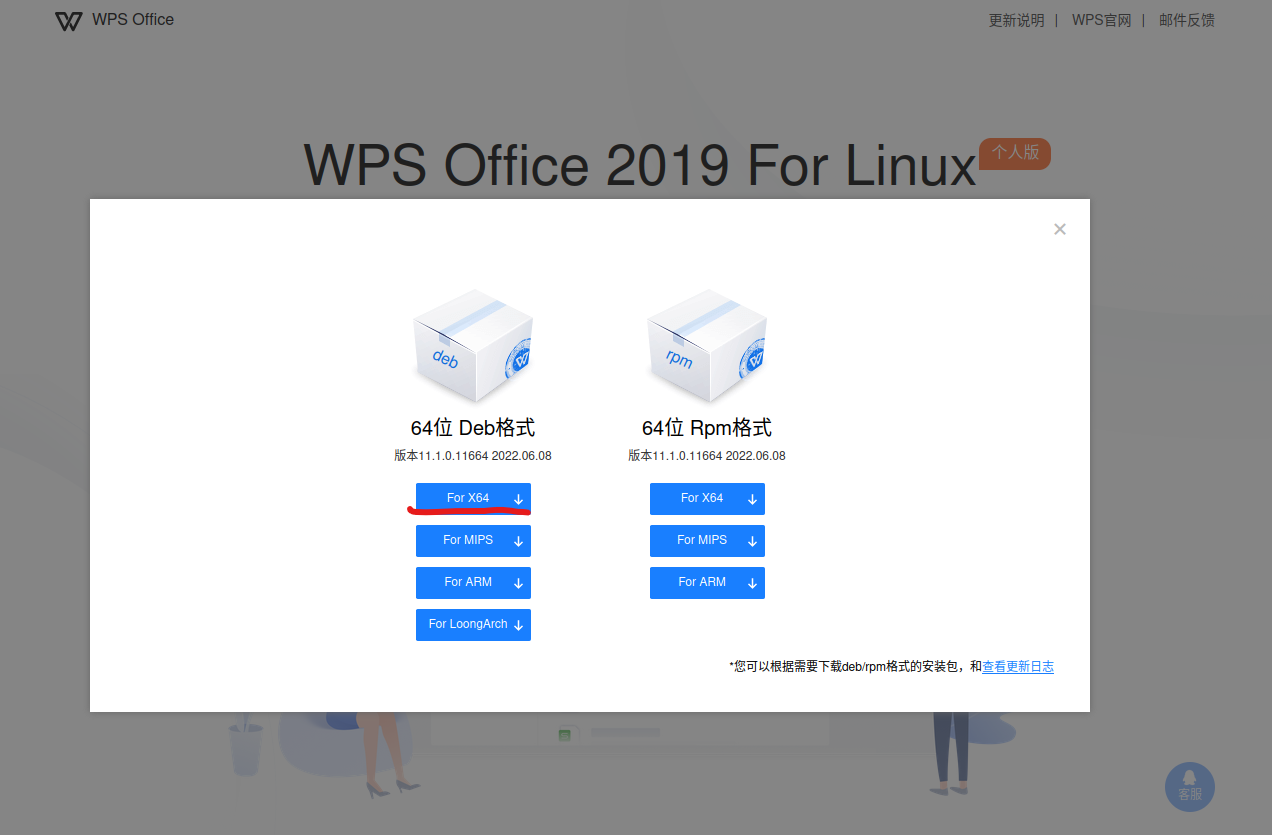 WPS Office
更新说明 | WPS官网 | 邮件反馈
WPS Office 2019 For Linux 个人版
deb
rpm
64位 Deb格式
版本11.1.0.11664 2022.06.08
For X64
For MIPS
For ARM
For LoongArch
64位 Rpm格式
版本11.1.0.11664 2022.06.08
For X64
For MIPS
For ARM
*您可以根据需要下载deb/rpm格式的安装包，和查看更新日志
客服